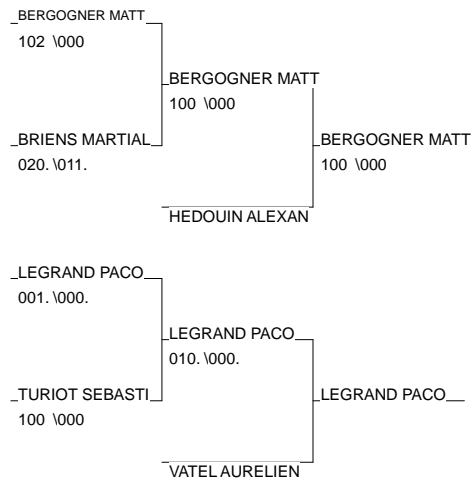 BERGOGNER MATT
102 \000
BERGOGNER MATT
100 \000
BRIENS MARTIAL
020. \011.
BERGOGNER MATT
100 \000
HEDOUIN ALEXAN
LEGRAND PACO
001. \000.
LEGRAND PACO
010. \000.
TURIOT SEBASTI
100 \000
LEGRAND PACO
VATEL AURELIEN